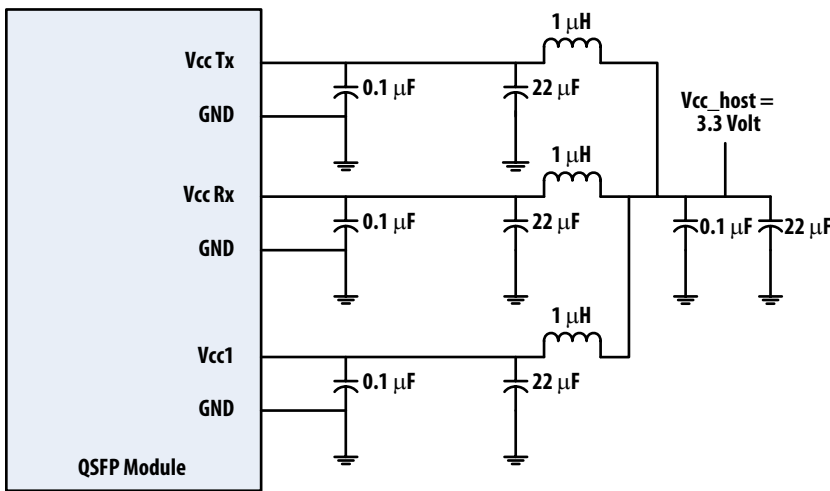 1 μH
Vcc Tx
0.1 μF
22 μF
GND
Vcc_host =
3.3 Volt
1 μH
Vcc Rx
0.1 μF
22 μF
0.1 μF
22 μF
GND
1 μH
Vcc1
0.1 μF
22 μF
GND
QSFP Module